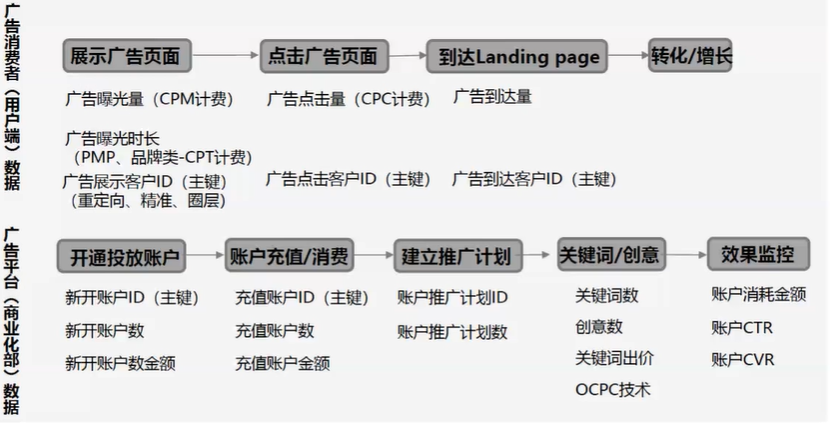 广告消费者（用户端）数据
展示广告页面
点击广告页面
到达Landing page
转化/增长
广告曝光量（CPM计费）
广告点击量（CPC计费）
广告到达量
广告曝光时长
（PMP、品牌类-CPT计费）
广告展示客户ID（主键）
广告点击客户ID（主键）
广告到达客户ID（主键）
（重定向、精准、圈层）
广告平台（商业化部）数据
开通投放账户
账户充值/消费
建立推广计划
关键词/创意
效果监控
新开账户ID（主键）
充值账户ID（主键）
账户推广计划ID
关键词数
账户消耗金额
新开账户数
充值账户数
账户推广计划数
创意数
账户CTR
新开账户数金额
充值账户金额
关键词出价
账户CVR
OCPC技术